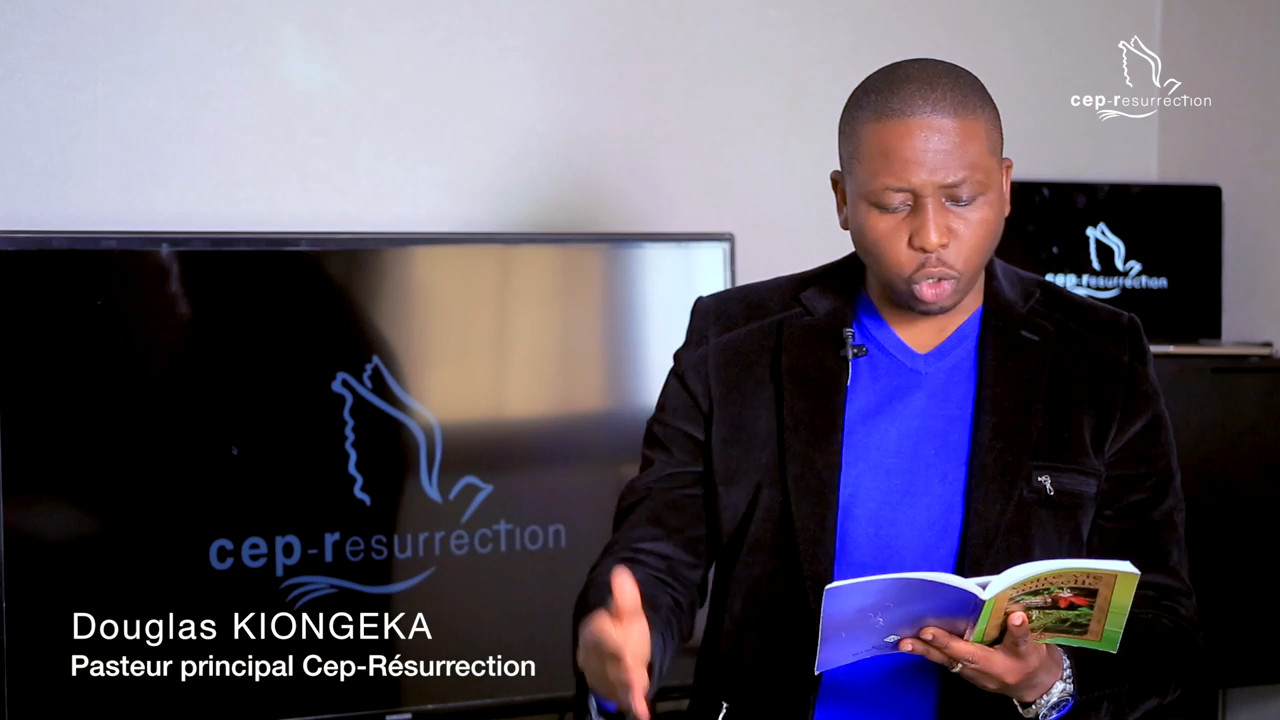 cep-resurrection
cep-resurrection
cep-resurrection
Douglas KIONGEKA
Pasteur principal Cep-Résurrection